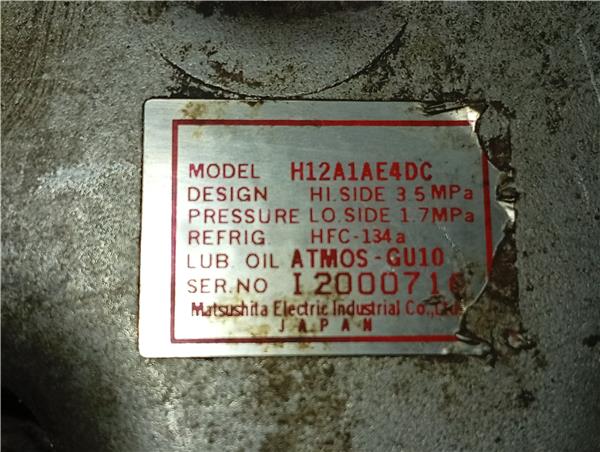 MODEL H12A1AE4DC
DESIGN HI.SIDE 3.5MPa
PRESSURE LO.SIDE 1.7MPa
REFRIG. HFC-134a
LUB. OIL ATMOS-GU10
SER.NO I200071
Matsushita Electric Industrial Co.,Ltd.
JAPAN